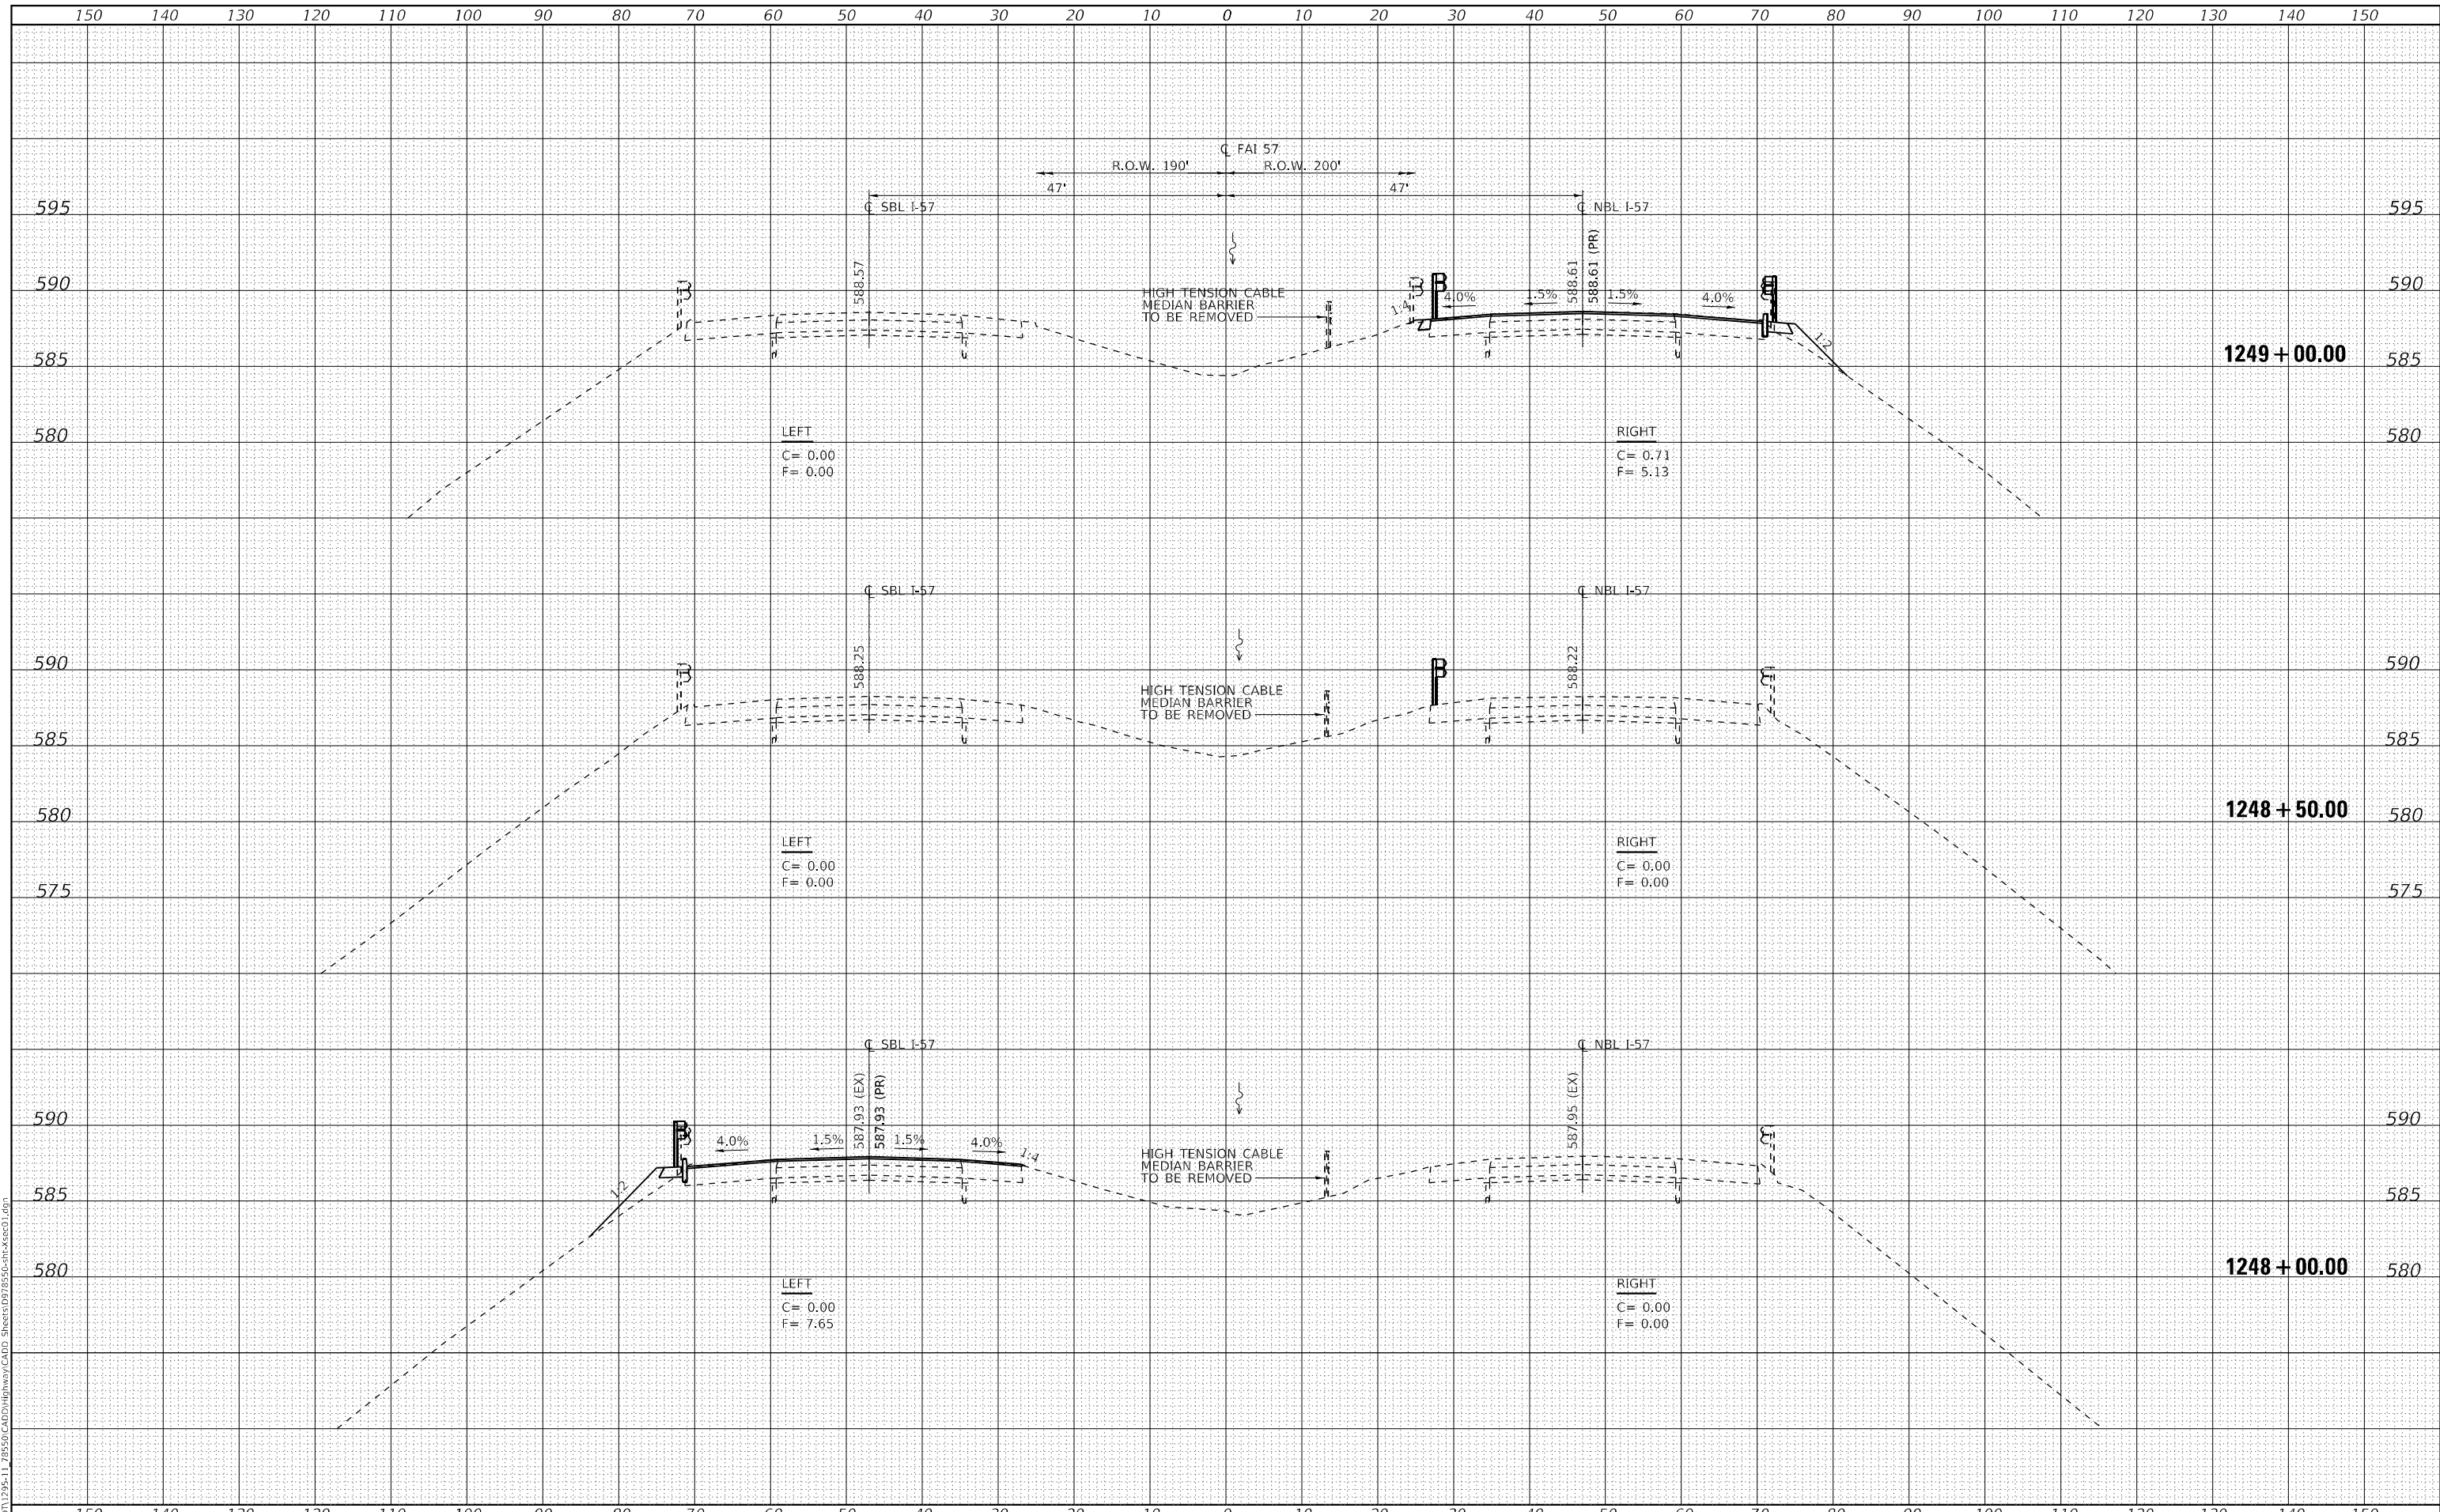 150 140 130 120 110 100 90 80 70 60 50 40 30 20 10 0 10 20 30 40 50 60 70 80 90 100 110 120 130 140 150
℄ FAI 57
R.O.W. 190' R.O.W. 200'
47' 47'
595 ℄ SBL I-57 ℄ NBL I-57 595
588.57
588.61
588.61 (PR)
590 590
HIGH TENSION CABLE
MEDIAN BARRIER
TO BE REMOVED
1:4 4.0% 1.5% 1.5% 4.0%
1:2
585 1249+00.00 585
580 580
LEFT
C= 0.00
F= 0.00
RIGHT
C= 0.71
F= 5.13
℄ SBL I-57 ℄ NBL I-57
588.25
588.22
590 590
HIGH TENSION CABLE
MEDIAN BARRIER
TO BE REMOVED
585 585
580 1248+50.00 580
LEFT
C= 0.00
F= 0.00
RIGHT
C= 0.00
F= 0.00
575 575
℄ SBL I-57 ℄ NBL I-57
587.93 (EX)
587.93 (PR)
587.95 (EX)
590 590
4.0% 1.5% 1.5% 4.0% 1:4
HIGH TENSION CABLE
MEDIAN BARRIER
TO BE REMOVED
1:2
585 585
580 1248+00.00 580
LEFT
C= 0.00
F= 7.65
RIGHT
C= 0.00
F= 0.00
150 140 130 120 110 100 90 80 70 60 50 40 30 20 10 0 10 20 30 40 50 60 70 80 90 100 110 120 130 140 150